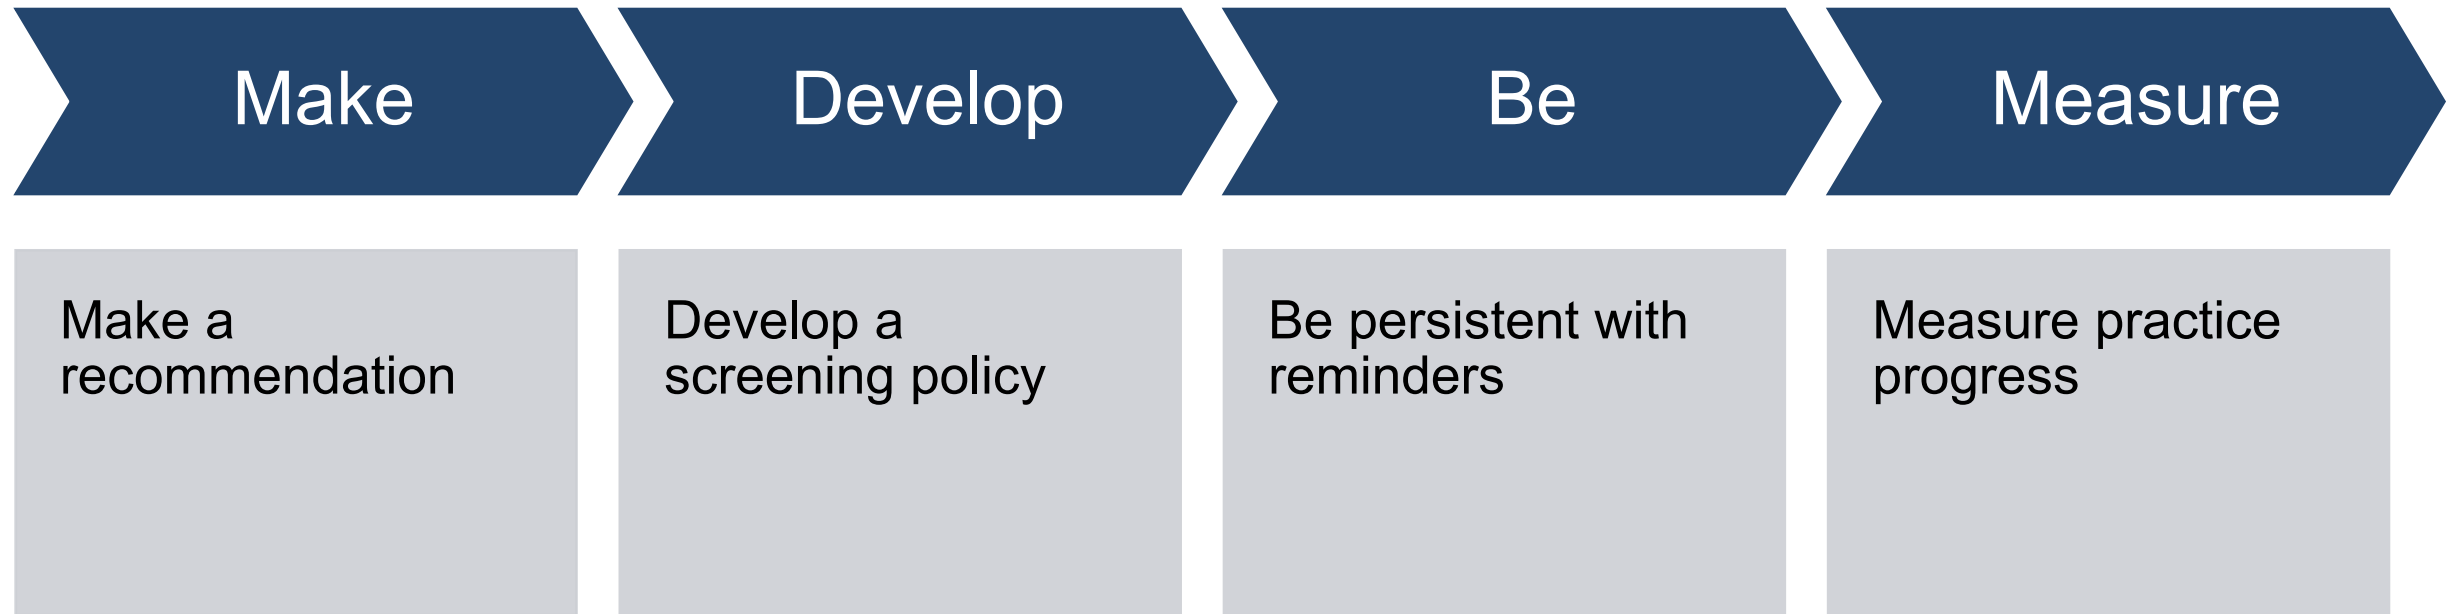 Make
Develop
Be
Measure
Make a
recommendation
Develop a
screening policy
Be persistent with
reminders
Measure practice
progress